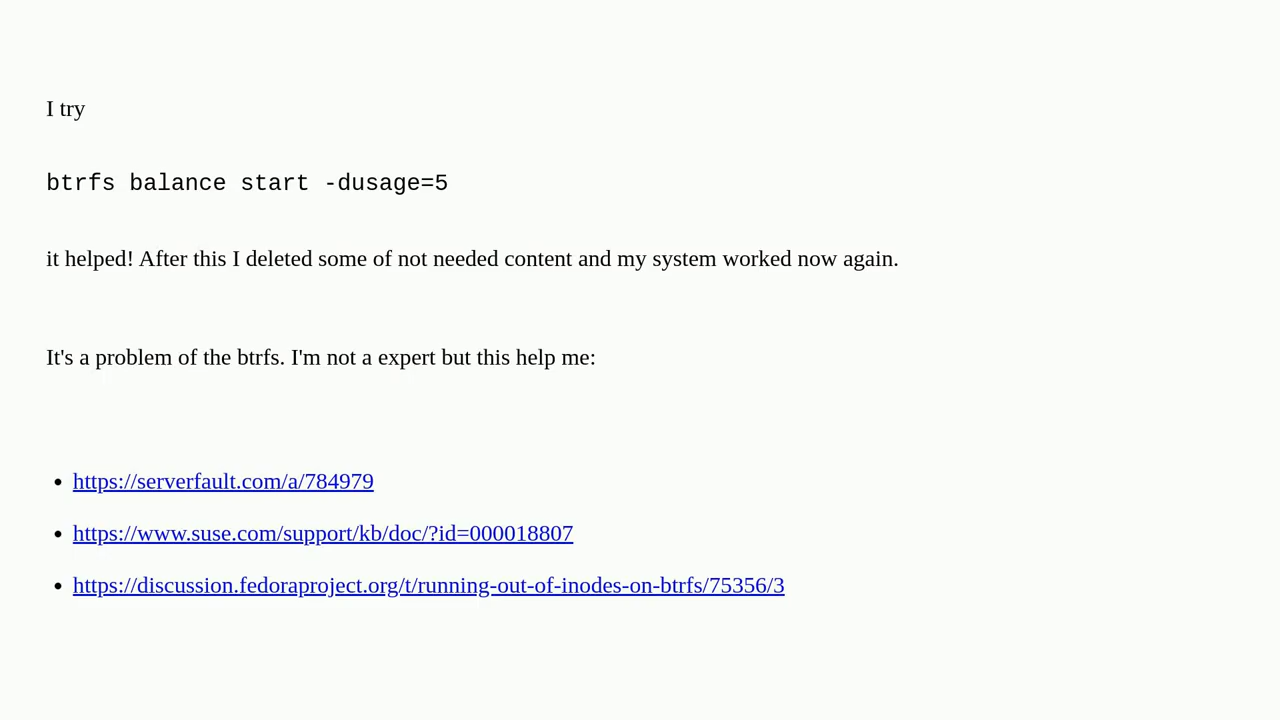 I try
btrfs balance start -dusage=5
it helped! After this I deleted some of not needed content and my system worked now again.
It's a problem of the btrfs. I'm not a expert but this help me:
• https://serverfault.com/a/784979
• https://www.suse.com/support/kb/doc/?id=000018807
• https://discussion.fedoraproject.org/t/running-out-of-inodes-on-btrfs/75356/3